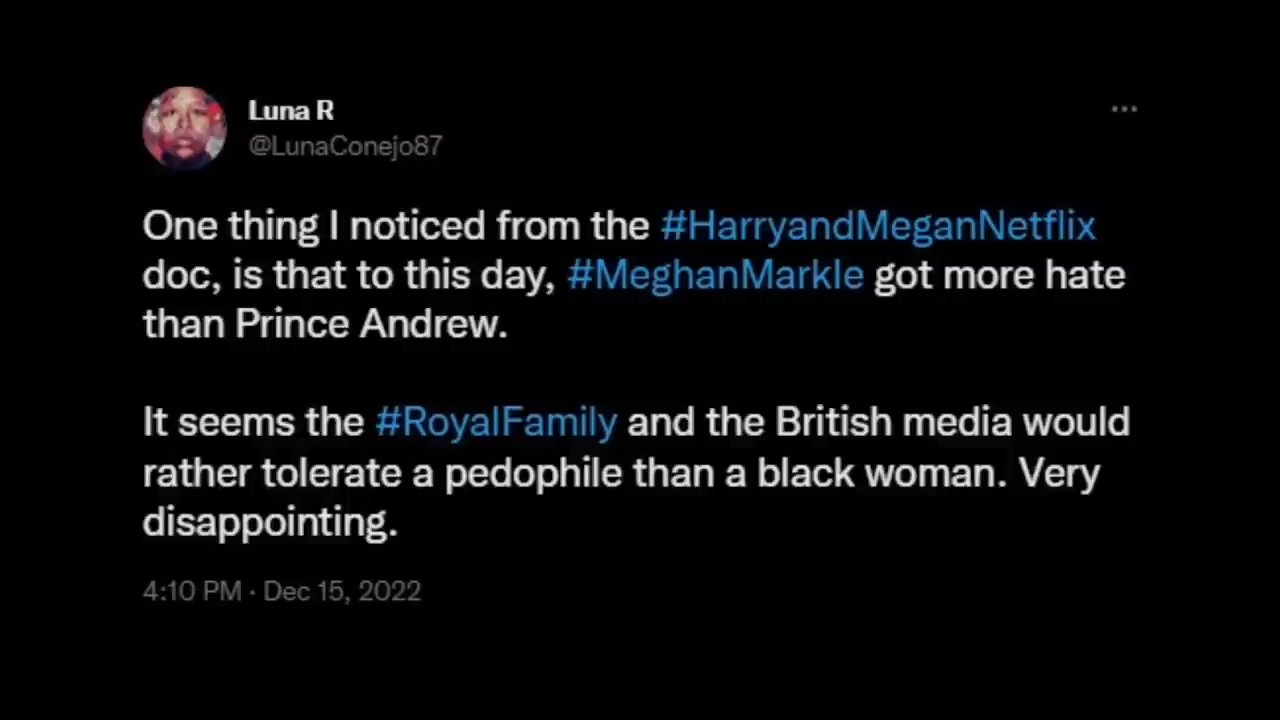 Luna R
@LunaConejo87
One thing I noticed from the #HarryandMeganNetflix
doc, is that to this day, #MeghanMarkle got more hate
than Prince Andrew.
It seems the #RoyalFamily and the British media would
rather tolerate a pedophile than a black woman. Very
disappointing.
4:10 PM · Dec 15, 2022